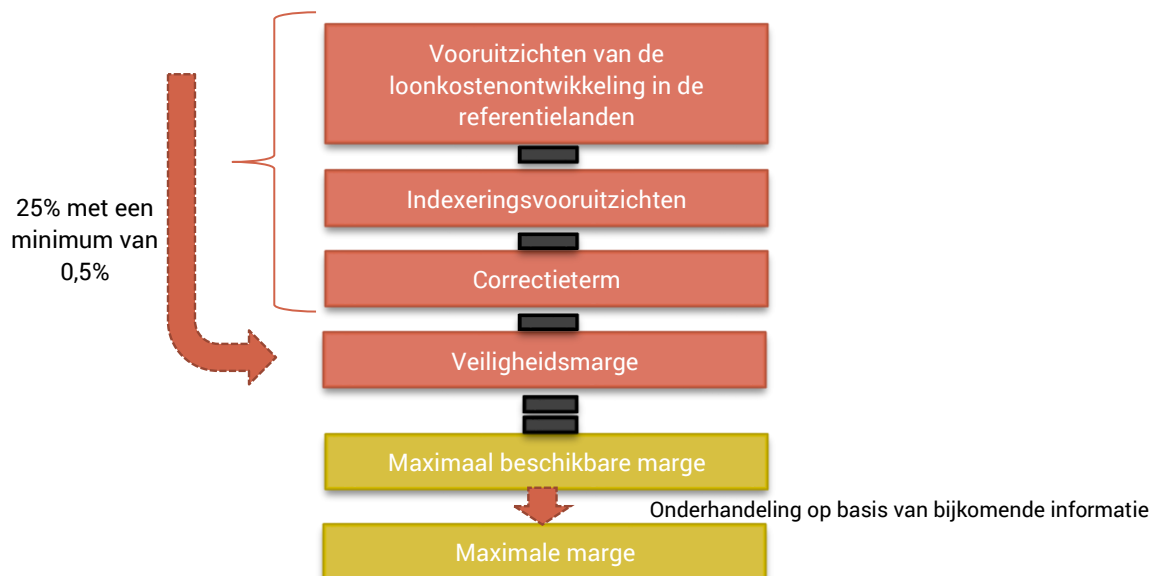 Vooruitzichten van de
loonkostenontwikkeling in de
referentielanden
Indexeringsvooruitzichten
25% met een
minimum van
0,5%
Correctieterm
Veiligheidsmarge
Maximaal beschikbare marge
Onderhandeling op basis van bijkomende informatie
Maximale marge